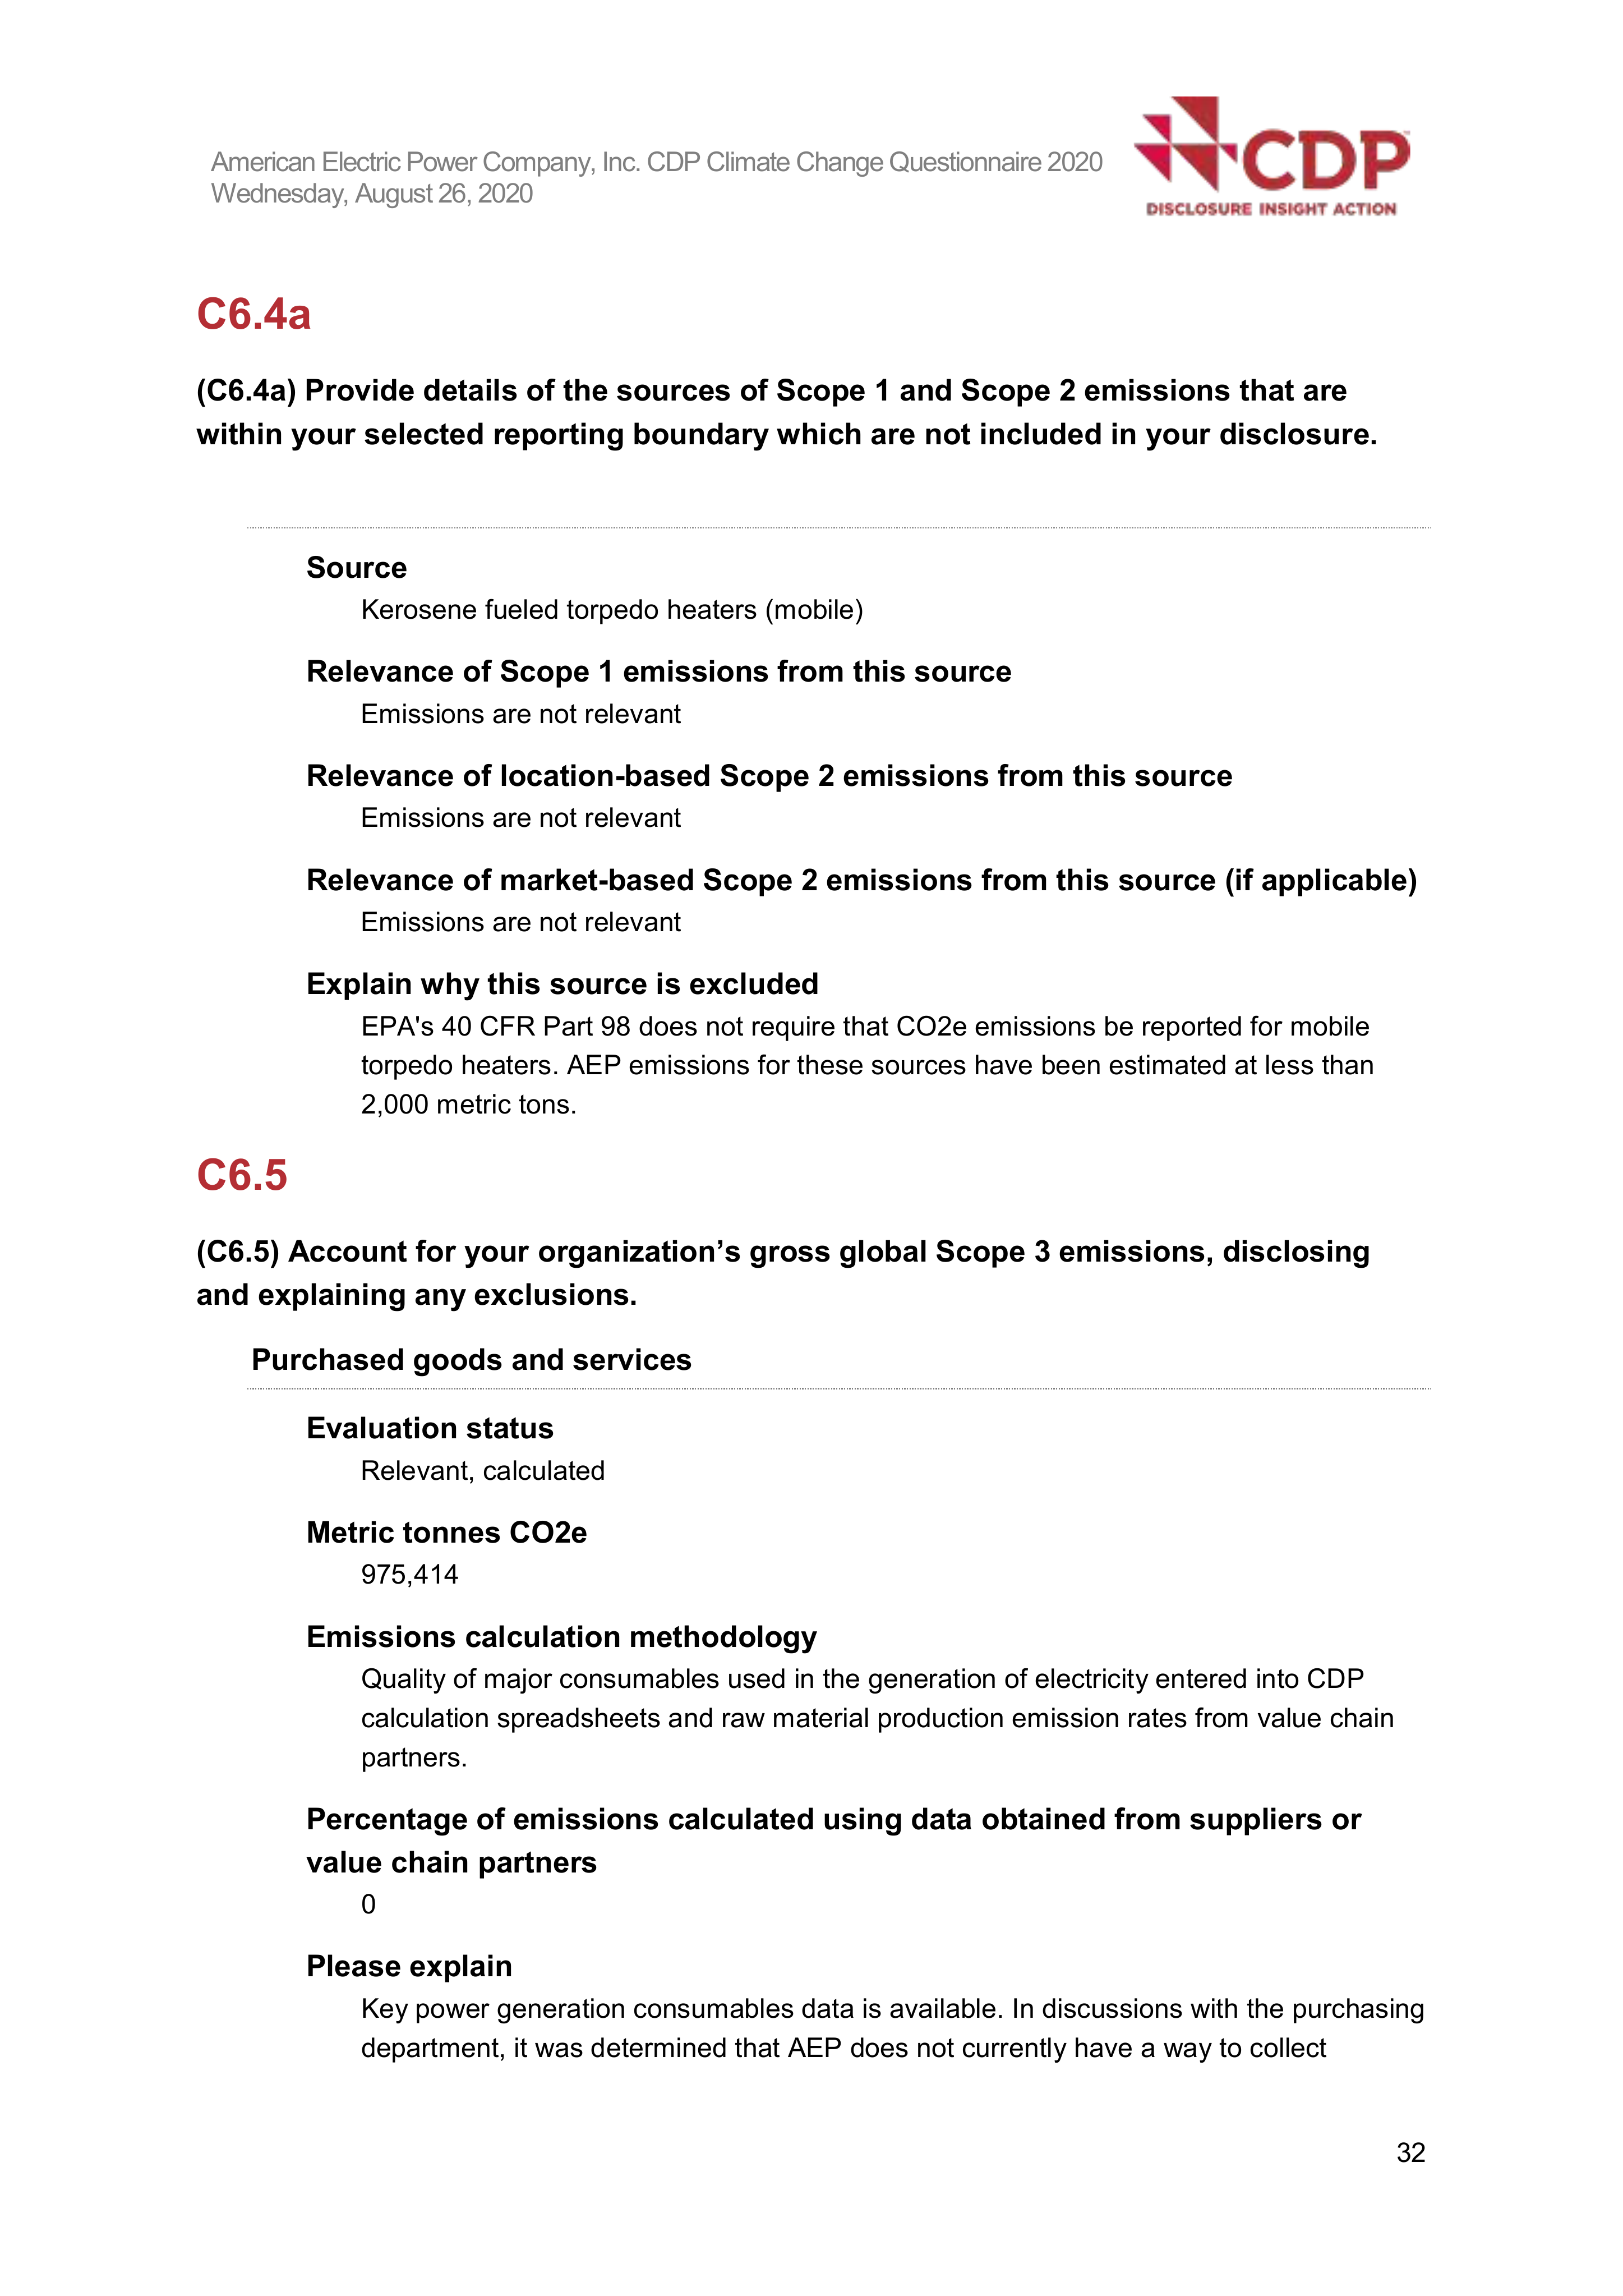 American Electric Power Company, Inc. CDP Climate Change Questionnaire 2020
Wednesday, August 26, 2020
CDP
DISCLOSURE INSIGHT ACTION
C6.4a
(C6.4a) Provide details of the sources of Scope 1 and Scope 2 emissions that are
within your selected reporting boundary which are not included in your disclosure.
Source
Kerosene fueled torpedo heaters (mobile)
Relevance of Scope 1 emissions from this source
Emissions are not relevant
Relevance of location-based Scope 2 emissions from this source
Emissions are not relevant
Relevance of market-based Scope 2 emissions from this source (if applicable)
Emissions are not relevant
Explain why this source is excluded
EPA's 40 CFR Part 98 does not require that CO2e emissions be reported for mobile
torpedo heaters. AEP emissions for these sources have been estimated at less than
2,000 metric tons.
C6.5
(C6.5) Account for your organization’s gross global Scope 3 emissions, disclosing
and explaining any exclusions.
Purchased goods and services
Evaluation status
Relevant, calculated
Metric tonnes CO2e
975,414
Emissions calculation methodology
Quality of major consumables used in the generation of electricity entered into CDP
calculation spreadsheets and raw material production emission rates from value chain
partners.
Percentage of emissions calculated using data obtained from suppliers or
value chain partners
0
Please explain
Key power generation consumables data is available. In discussions with the purchasing
department, it was determined that AEP does not currently have a way to collect
32